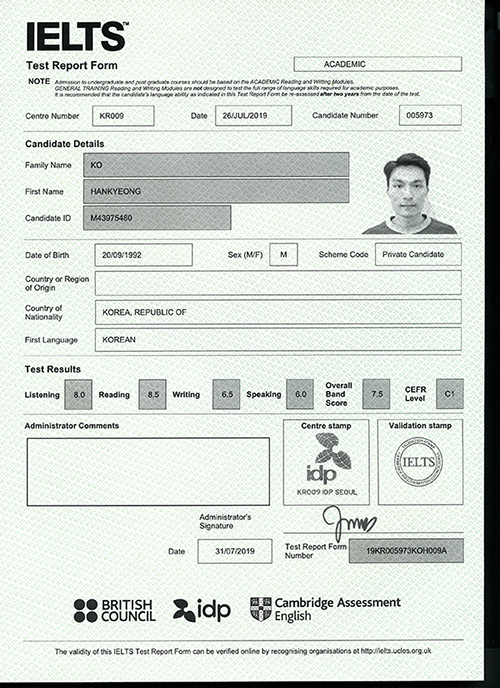 IELTS™
Test Report Form
ACADEMIC
NOTE Admission to undergraduate and post graduate courses should be based on the ACADEMIC Reading and Writing Modules.
GENERAL TRAINING Reading and Writing Modules are not designed to test the full range of language skills required for academic purposes.
It is recommended that the candidate's language ability as indicated in this Test Report Form be re-assessed after two years from the date of the test.
Centre Number KR009 Date 26/JUL/2019 Candidate Number 005973
Candidate Details
Family Name KO
First Name HANKYEONG
Candidate ID M43975480
Date of Birth 20/09/1992 Sex (M/F) M Scheme Code Private Candidate
Country or Region
of Origin
Country of
Nationality KOREA, REPUBLIC OF
First Language KOREAN
Test Results
Listening 8.0 Reading 8.5 Writing 6.5 Speaking 6.0 Overall Band Score 7.5 CEFR Level C1
Administrator Comments
Centre stamp
idp
KR009 IDP SEOUL
Validation stamp
IELTS
Administrator's
Signature
Date 31/07/2019
Test Report Form
Number 19KR005973KOH009A
BRITISH
COUNCIL
idp
Cambridge Assessment
English
The validity of this IELTS Test Report Form can be verified online by recognising organisations at http://ielts.ucles.org.uk